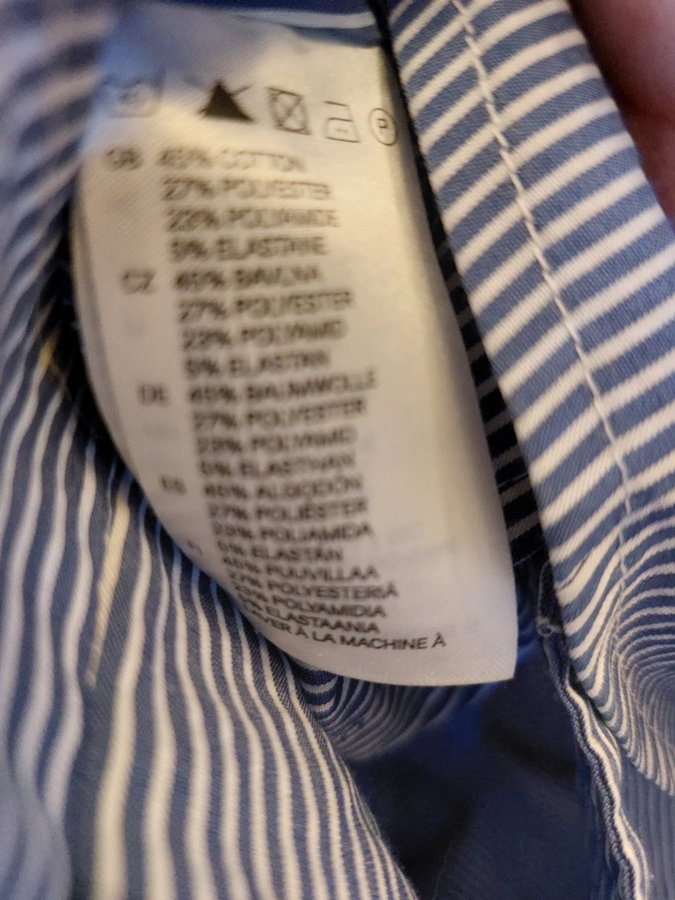 P
GB 45% COTTON
27% POLYESTER
23% POLYAMIDE
5% ELASTANE
CZ 45% BAVLNA
27% POLYESTER
23% POLYAMID
5% ELASTAN
DE 45% BAUMWOLLE
27% POLYESTER
23% POLYAMID
5% ELASTHAN
ES 45% ALGODÓN
27% POLIÉSTER
23% POLIAMIDA
5% ELASTÁN
45% PUUVILLAA
27% POLYESTERIÄ
23% POLYAMIDIA
ELASTAANIA
À LA MACHINE À